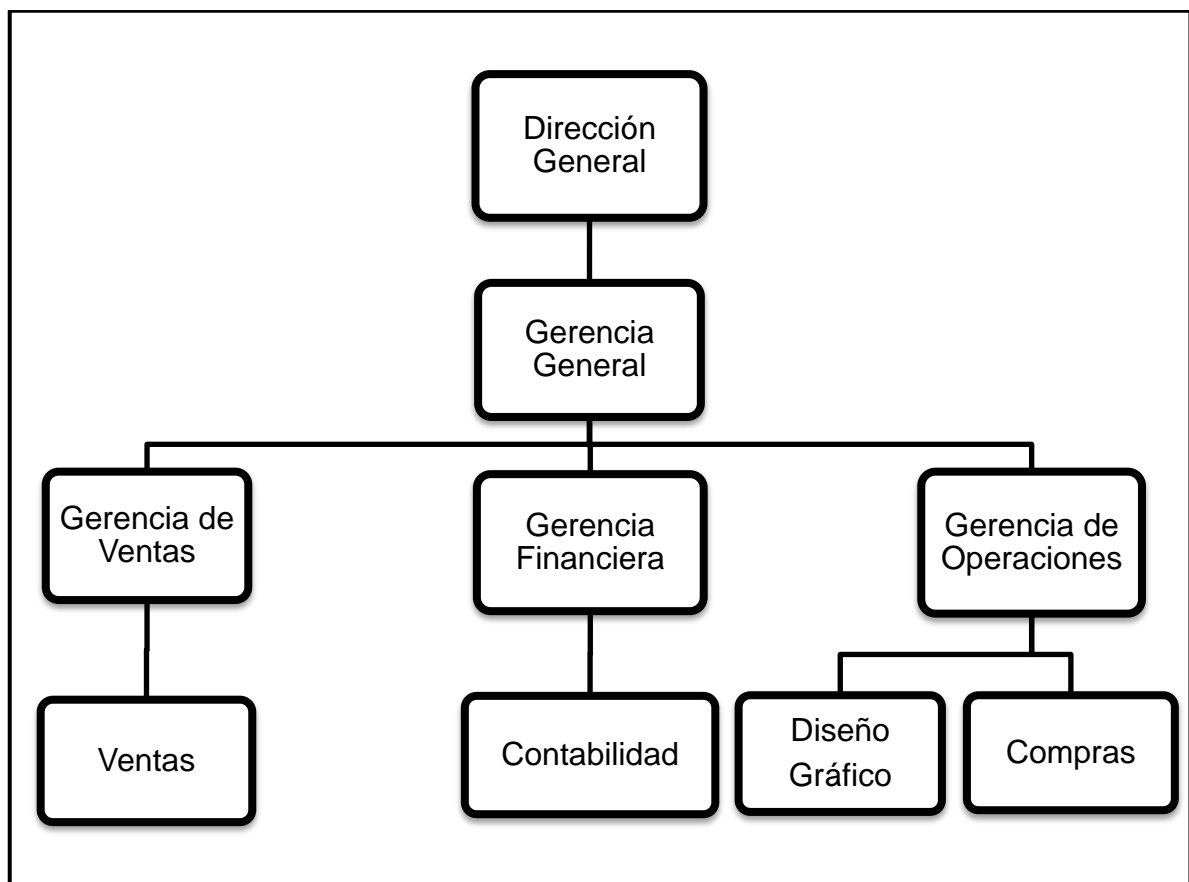 Dirección
General
Gerencia
General
Gerencia de
Ventas
Gerencia
Financiera
Gerencia de
Operaciones
Ventas
Contabilidad
Diseño
Gráfico
Compras